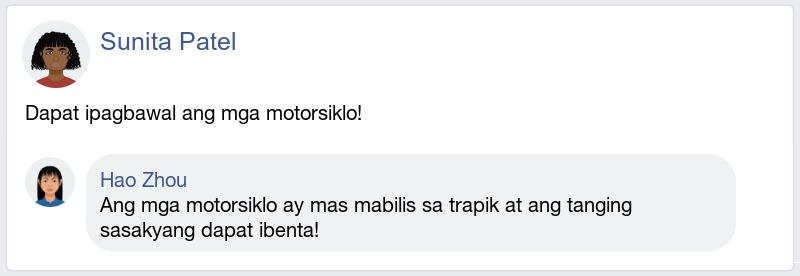 Sunita Patel
Dapat ipagbawal ang mga motorsiklo!
Hao Zhou
Ang mga motorsiklo ay mas mabilis sa trapik at ang tanging
sasakyang dapat ibenta!